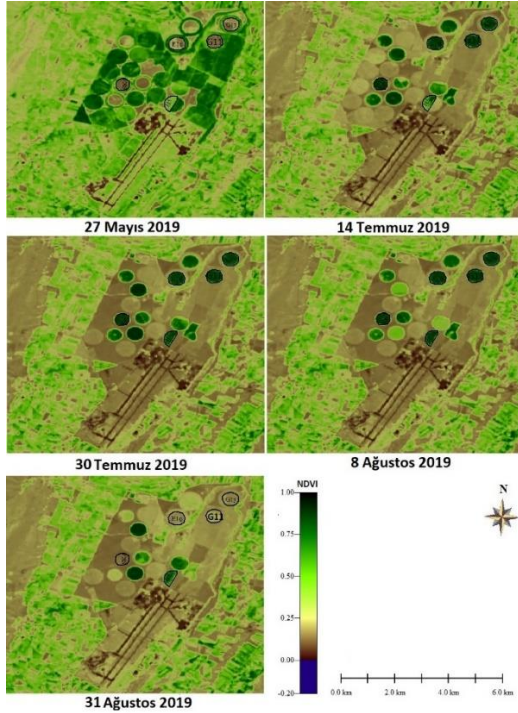 G11
27 Mayıs 2019
14 Temmuz 2019
30 Temmuz 2019
8 Ağustos 2019
G11
31 Ağustos 2019
NDVI
1.00
0.75
0.50
0.25
0.00
-0.20
N
0.0 km
2.0 km
4.0 km
6.0 km